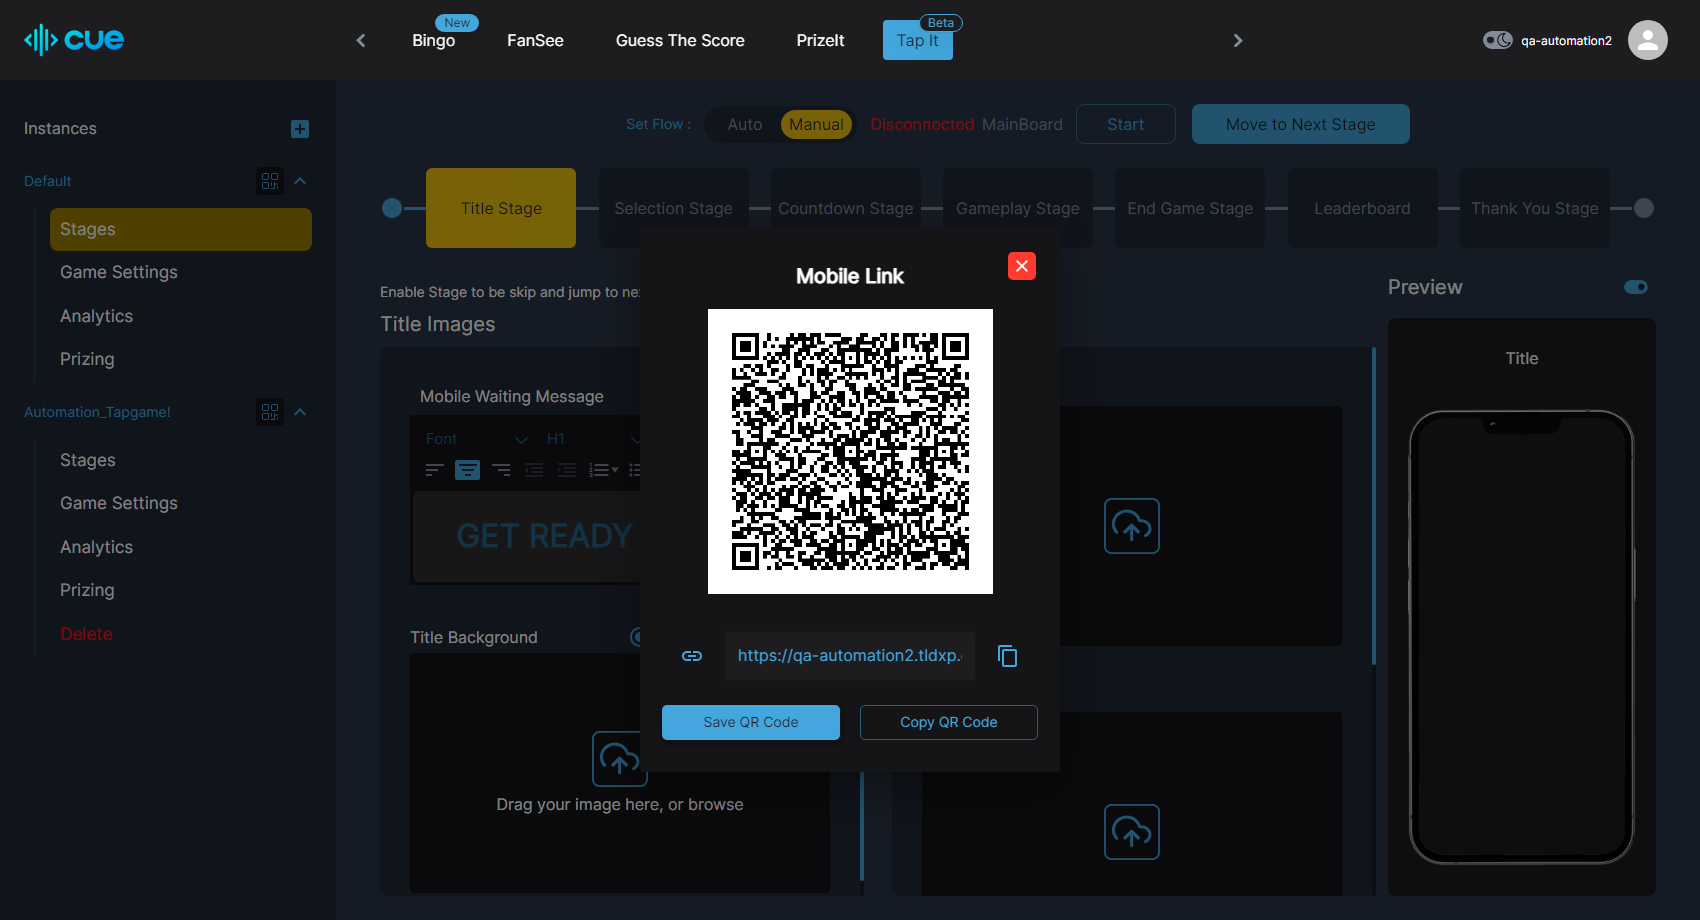 cue
New
Bingo
FanSee
Guess The Score
PrizeIt
Beta
Tap It
qa-automation2
Instances
Default
Stages
Game Settings
Analytics
Prizing
Automation_Tapgame!
Stages
Game Settings
Analytics
Prizing
Delete
Set Flow :
Auto
Manual
Disconnected MainBoard
Start
Move to Next Stage
Title Stage
Selection Stage
Countdown Stage
Gameplay Stage
End Game Stage
Leaderboard
Thank You Stage
Enable Stage to be skip and jump to
Title Images
Mobile Waiting Message
Font
H1
GET READY
Title Background
Drag your image here, or browse
Mobile Link
https://qa-automation2.tldxp.
Save QR Code
Copy QR Code
Preview
Title